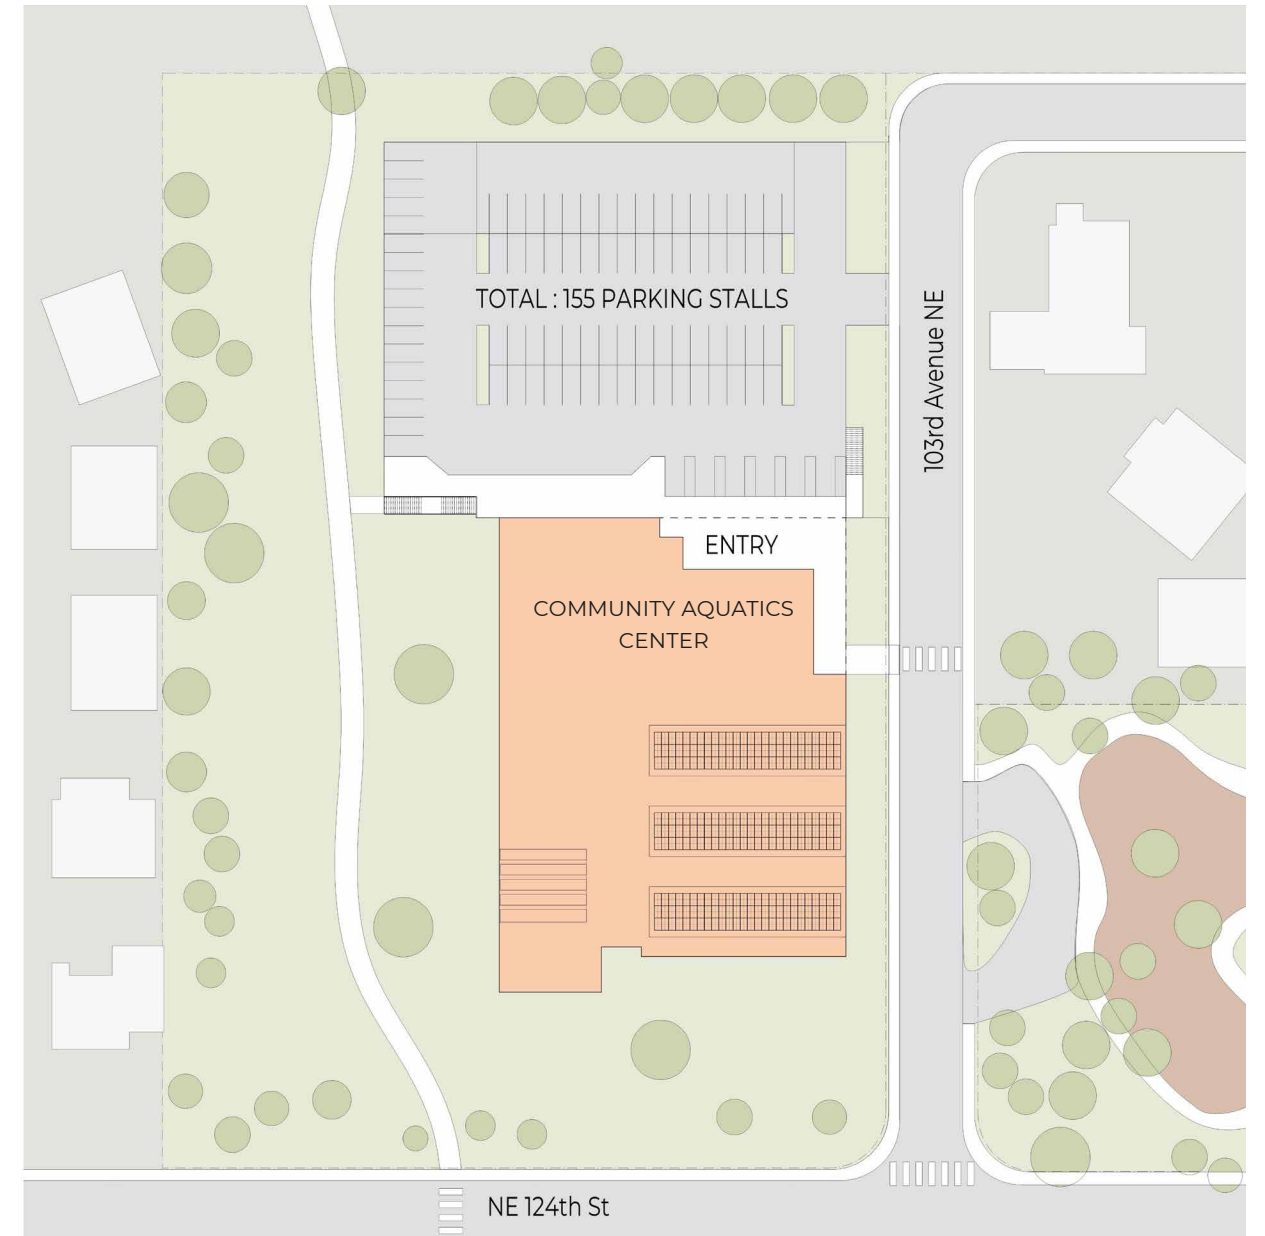 TOTAL : 155 PARKING STALLS
103rd Avenue NE
ENTRY
COMMUNITY AQUATICS
CENTER
NE 124th St